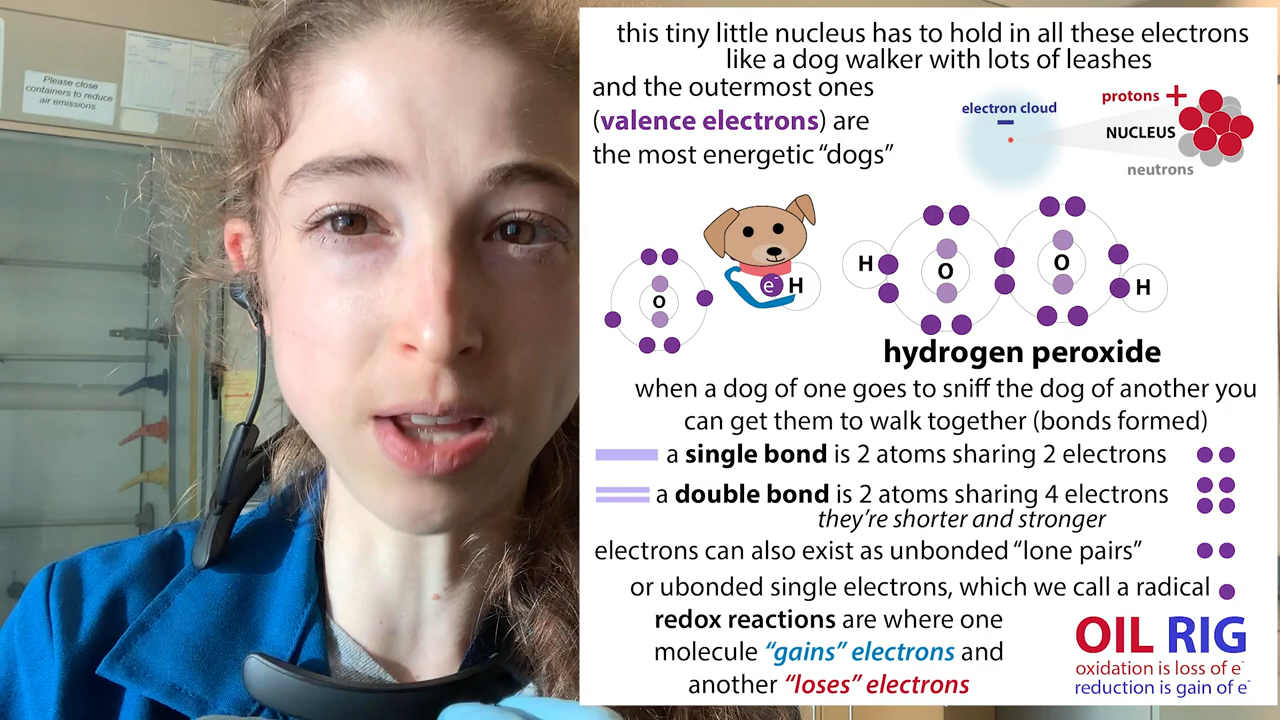 Please close
containers to reduce
air emissions
this tiny little nucleus has to hold in all these electrons
like a dog walker with lots of leashes
and the outermost ones
(valence electrons) are
the most energetic “dogs”
electron cloud
protons +
NUCLEUS
neutrons
O
e⁻ H
H O O H
hydrogen peroxide
when a dog of one goes to sniff the dog of another you
can get them to walk together (bonds formed)
a single bond is 2 atoms sharing 2 electrons
a double bond is 2 atoms sharing 4 electrons
they’re shorter and stronger
electrons can also exist as unbonded “lone pairs”
or ubonded single electrons, which we call a radical
redox reactions are where one
molecule “gains” electrons and
another “loses” electrons
OIL RIG
oxidation is loss of e⁻
reduction is gain of e⁻